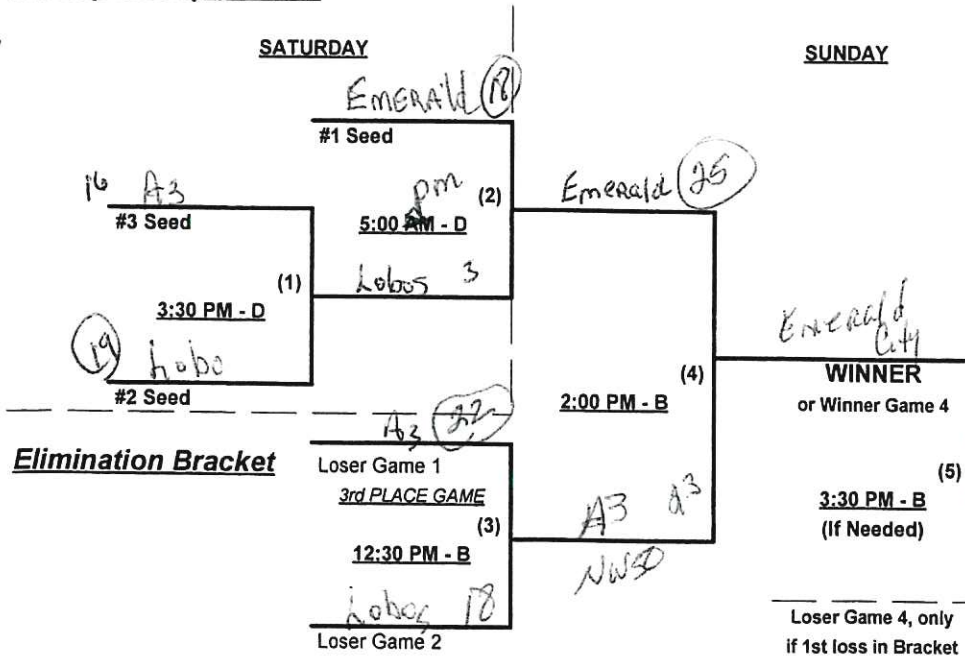 SATURDAY
SUNDAY
EMERAld 18
#1 Seed
16 A3
#3 Seed
pm
(2)
5:00 AM - D
Emerald 25
(1)
Lobos 3
3:30 PM - D
19 Lobo
#2 Seed
Emerald
City
WINNER
or Winner Game 4
(4)
2:00 PM - B
A3 22
Elimination Bracket
Loser Game 1
3rd PLACE GAME
(3)
12:30 PM - B
Lobos 18
Loser Game 2
A3
(5)
3:30 PM - B
(If Needed)
Loser Game 4, only
if 1st loss in Bracket